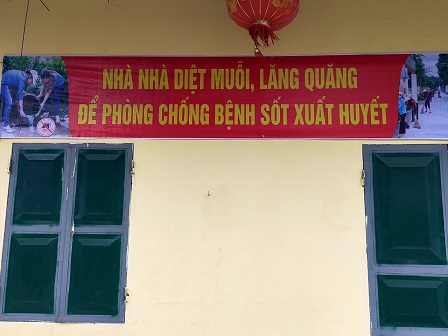 NHÀ NHÀ DIỆT MUỖI, LĂNG QUĂNG
ĐỂ PHÒNG CHỐNG BỆNH SỐT XUẤT HUYẾT